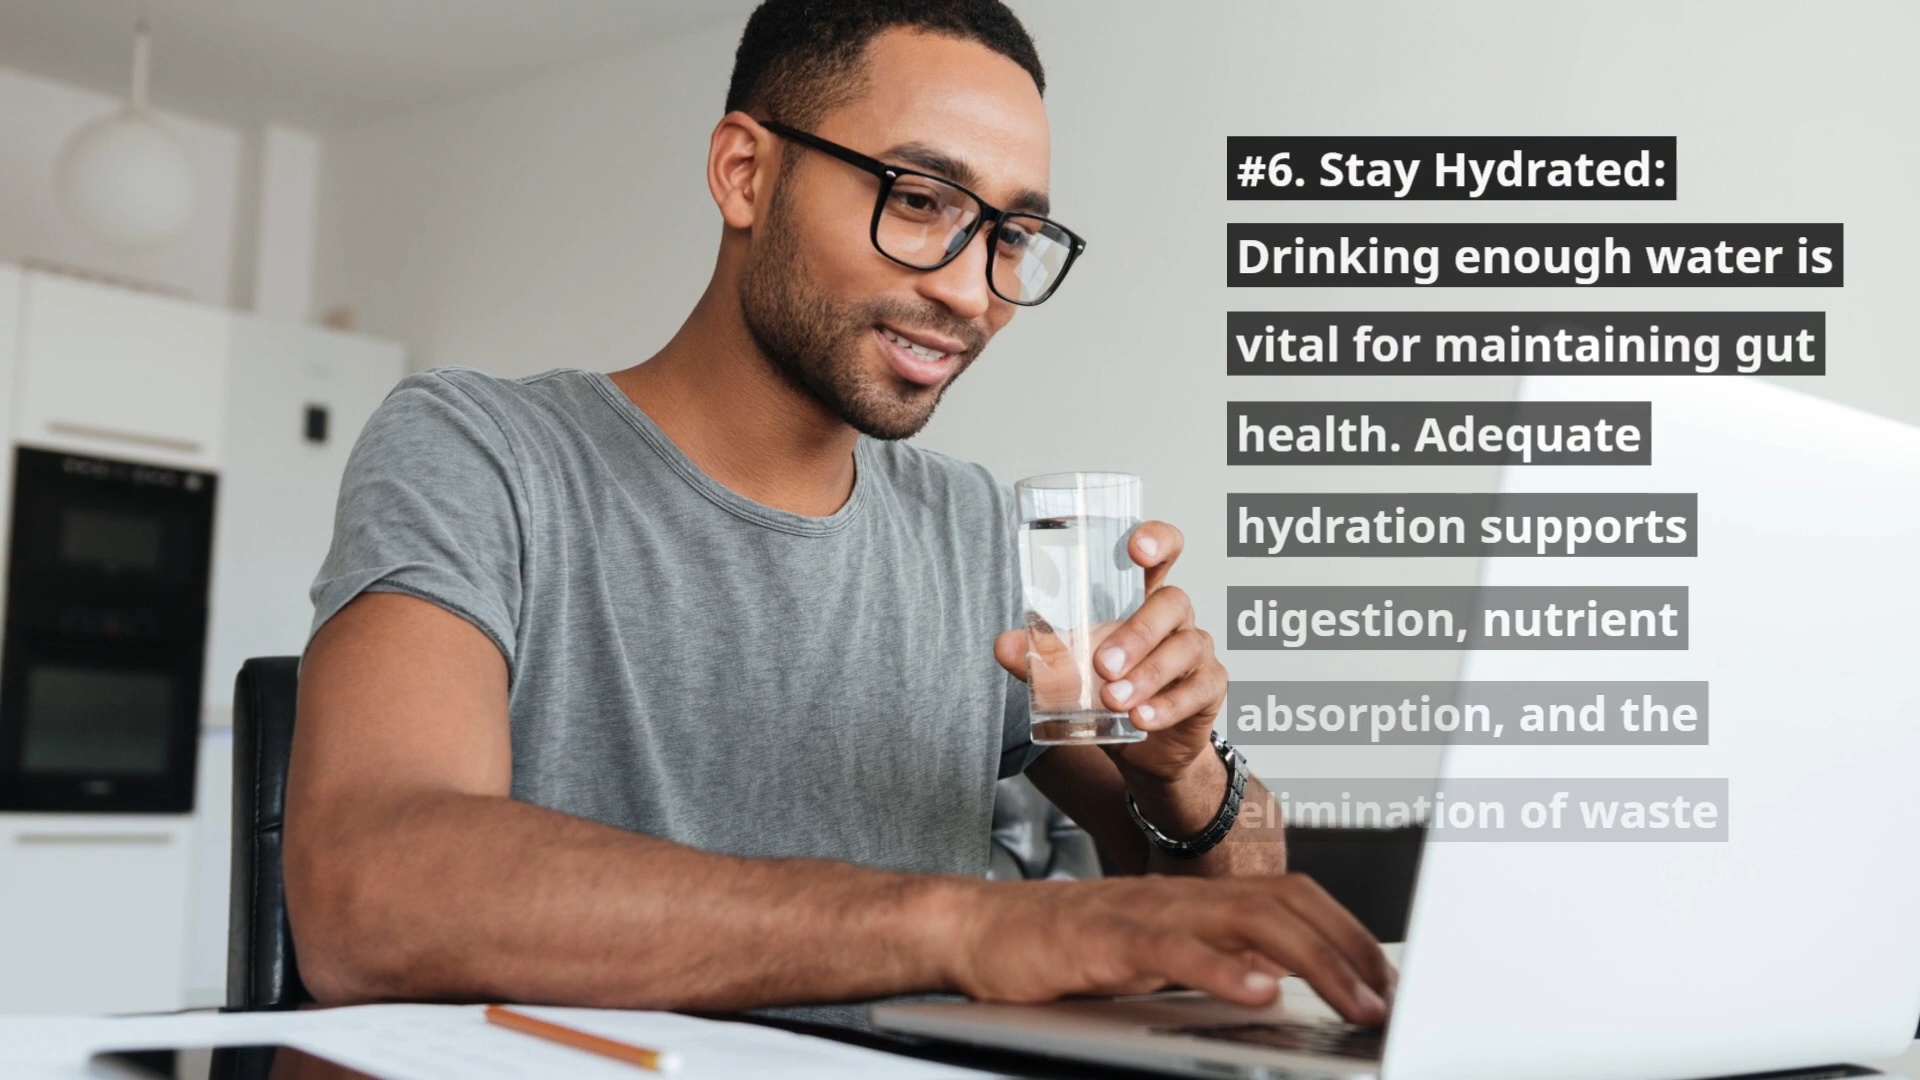 #6. Stay Hydrated:
Drinking enough water is
vital for maintaining gut
health. Adequate
hydration supports
digestion, nutrient
absorption, and the
elimination of waste